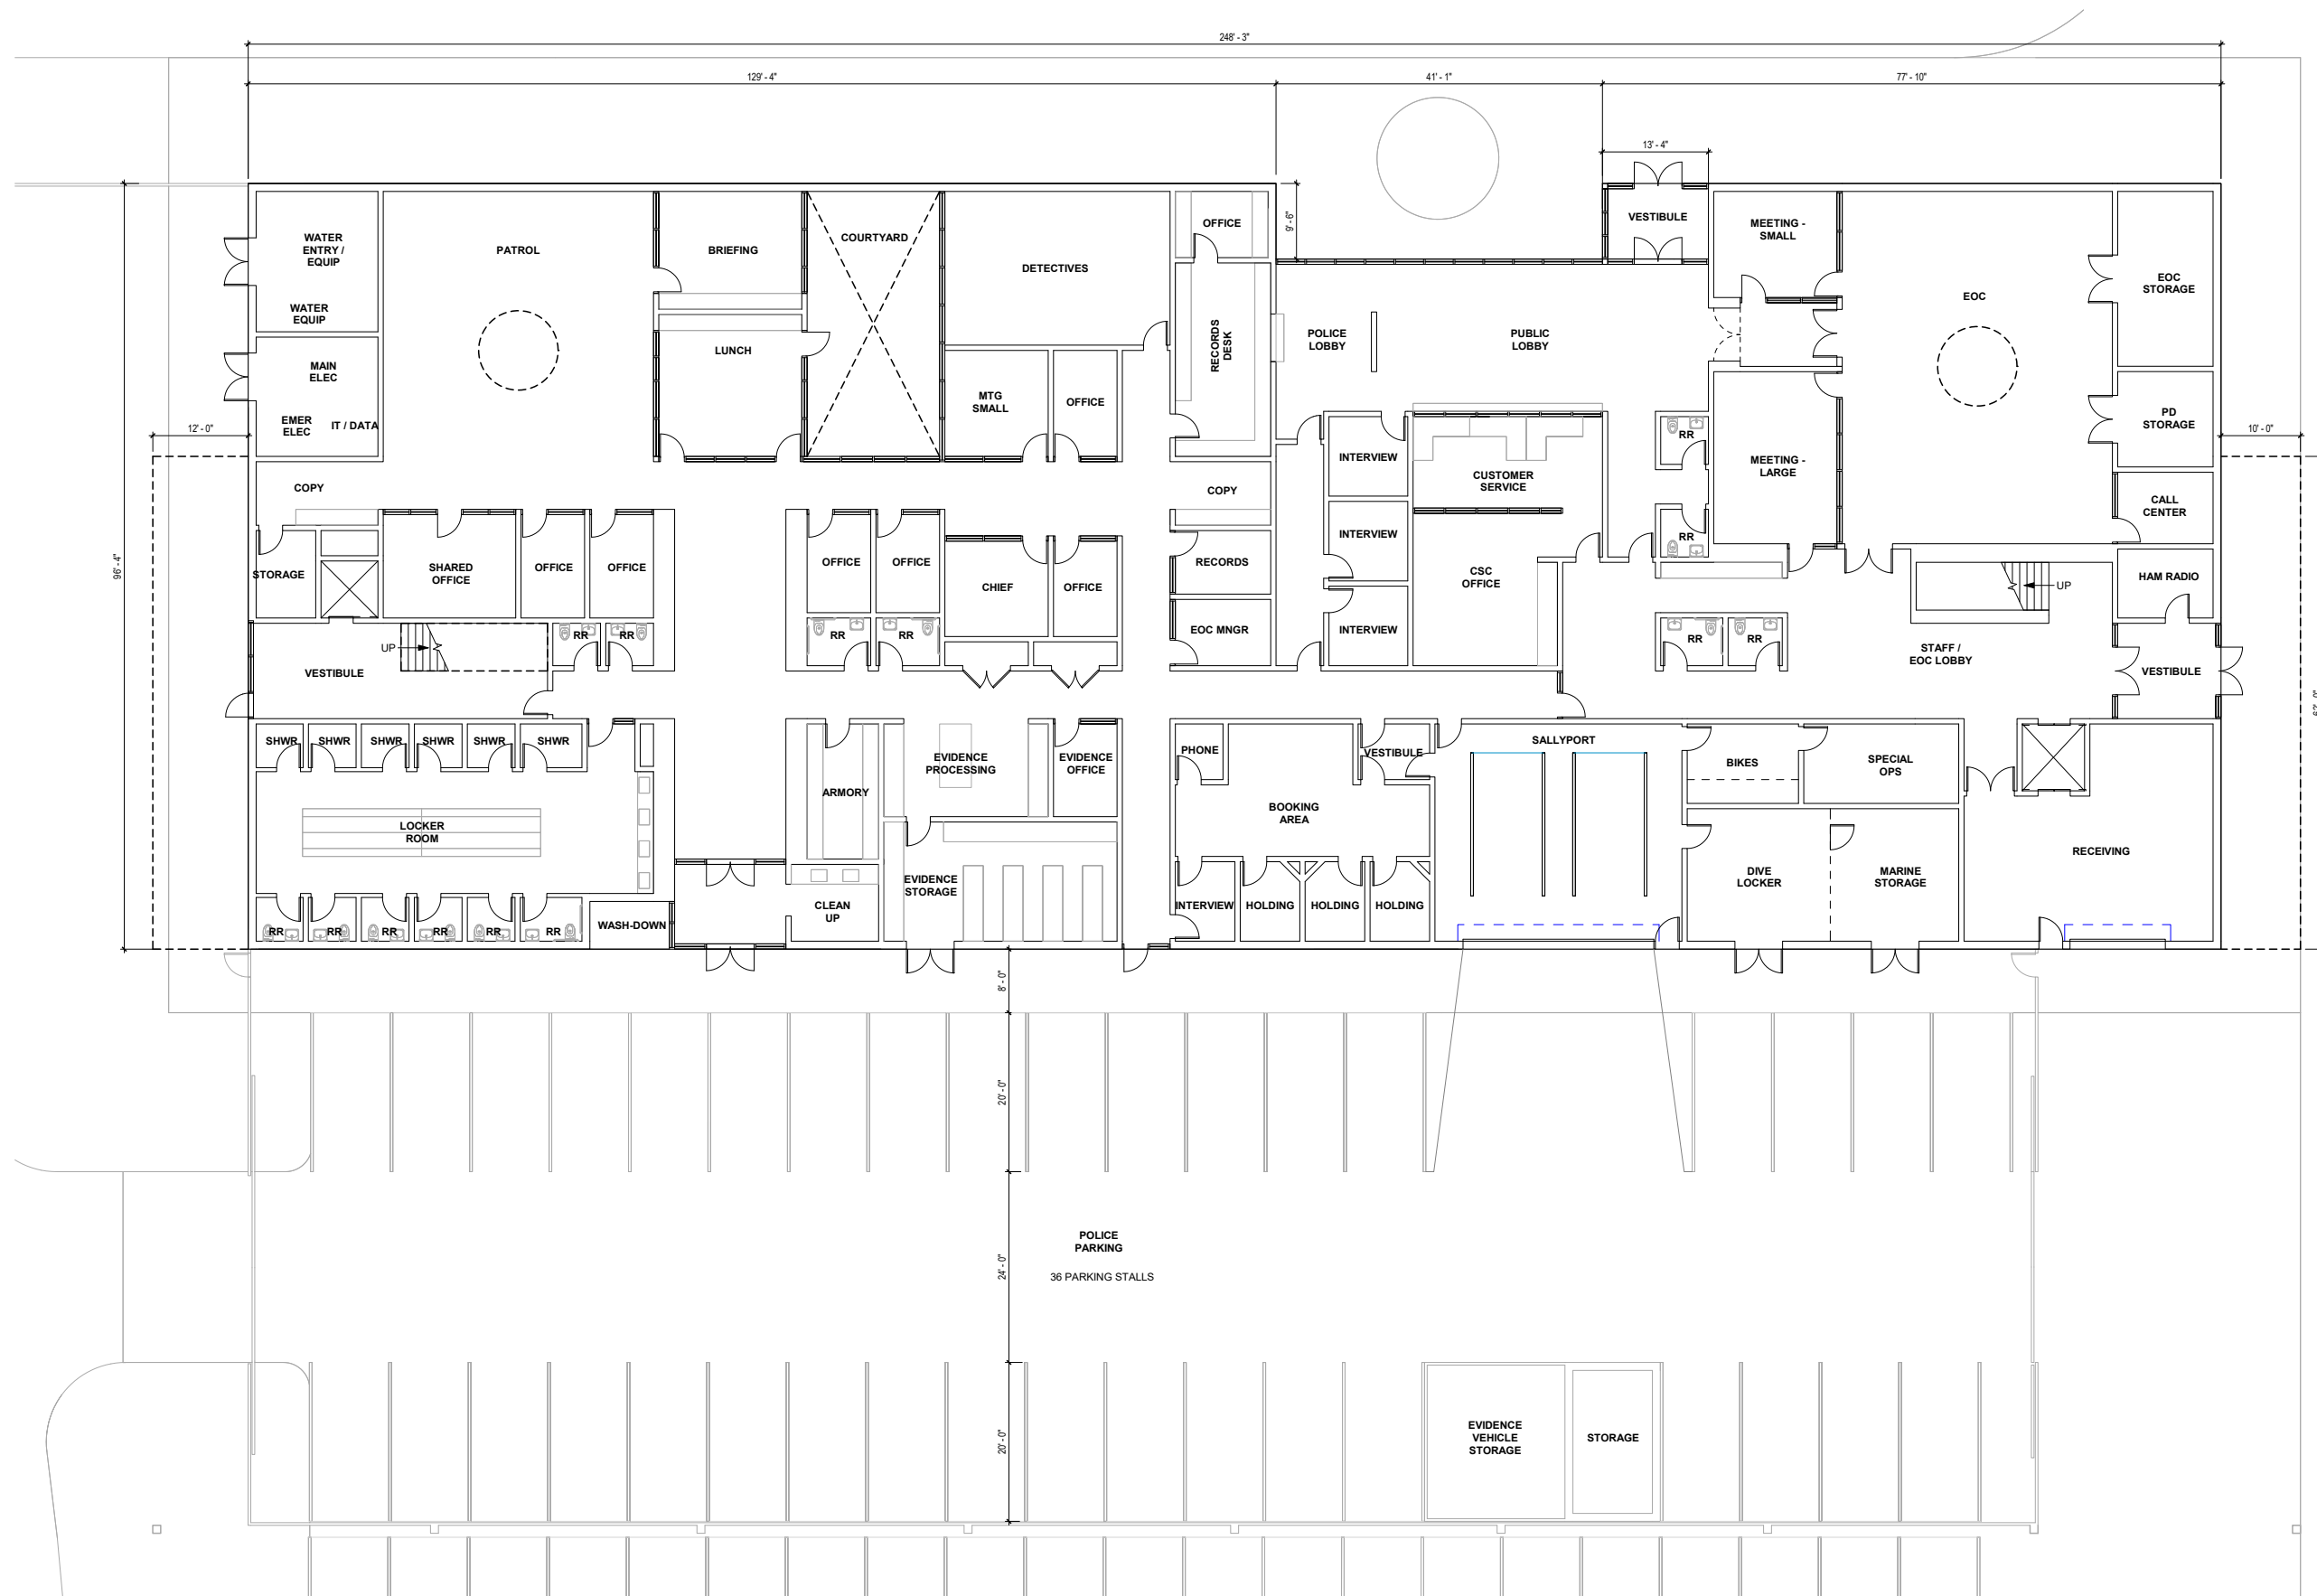 248' - 3"
129' - 4"
41' - 1"
77' - 10"
13' - 4"
9' - 6"
WATER
ENTRY /
EQUIP
WATER
EQUIP
PATROL
BRIEFING
COURTYARD
DETECTIVES
OFFICE
VESTIBULE
MEETING -
SMALL
EOC
EOC
STORAGE
MAIN
ELEC
EMER
ELEC
IT / DATA
LUNCH
MTG
SMALL
OFFICE
RECORDS
DESK
POLICE
LOBBY
PUBLIC
LOBBY
PD
STORAGE
12' - 0"
10' - 0"
96' - 4"
62' - 0"
COPY
COPY
INTERVIEW
CUSTOMER
SERVICE
RR
MEETING -
LARGE
CALL
CENTER
STORAGE
SHARED
OFFICE
OFFICE
OFFICE
OFFICE
OFFICE
CHIEF
OFFICE
RECORDS
INTERVIEW
CSC
OFFICE
RR
HAM RADIO
UP
UP
VESTIBULE
RR
RR
RR
RR
EOC MNGR
INTERVIEW
RR
RR
STAFF /
EOC LOBBY
VESTIBULE
SHWR
SHWR
SHWR
SHWR
SHWR
SHWR
LOCKER
ROOM
ARMORY
EVIDENCE
PROCESSING
EVIDENCE
OFFICE
PHONE
VESTIBULE
SALLYPORT
BIKES
SPECIAL
OPS
BOOKING
AREA
RECEIVING
RR
RR
RR
RR
RR
RR
WASH-DOWN
CLEAN
UP
EVIDENCE
STORAGE
INTERVIEW
HOLDING
HOLDING
HOLDING
DIVE
LOCKER
MARINE
STORAGE
8' - 0"
20' - 0"
24' - 0"
20' - 0"
POLICE
PARKING
36 PARKING STALLS
EVIDENCE
VEHICLE
STORAGE
STORAGE